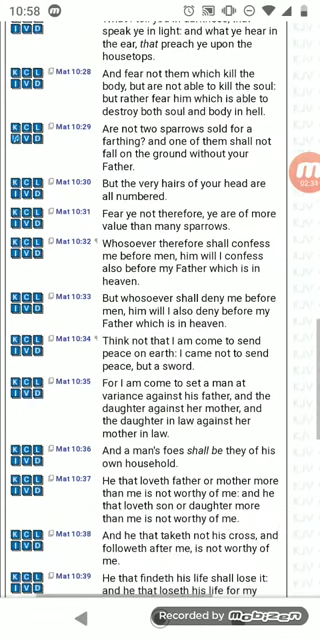 10:58
speak ye in light: and what ye hear in
the ear, that preach ye upon the
housetops.
K C L Mat 10:28 And fear not them which kill the
I V D body, but are not able to kill the soul:
but rather fear him which is able to
destroy both soul and body in hell.
K C L Mat 10:29 Are not two sparrows sold for a
V D farthing? and one of them shall not
fall on the ground without your
Father.
K C L Mat 10:30 But the very hairs of your head are
I V D all numbered.
K C L Mat 10:31 Fear ye not therefore, ye are of more
I V D value than many sparrows.
K C L Mat 10:32 ¶ Whosoever therefore shall confess
I V D me before men, him will I confess
also before my Father which is in
heaven.
K C L Mat 10:33 But whosoever shall deny me before
I V D men, him will I also deny before my
Father which is in heaven.
K C L Mat 10:34 ¶ Think not that I am come to send
I V D peace on earth: I came not to send
peace, but a sword.
K C L Mat 10:35 For I am come to set a man at
I V D variance against his father, and the
daughter against her mother, and
the daughter in law against her
mother in law.
K C L Mat 10:36 And a man's foes shall be they of his
I V D own household.
K C L Mat 10:37 He that loveth father or mother more
I V D than me is not worthy of me: and he
that loveth son or daughter more
than me is not worthy of me.
K C L Mat 10:38 And he that taketh not his cross, and
I V D followeth after me, is not worthy of
me.
K C L Mat 10:39 He that findeth his life shall lose it:
I V D and he that loseth his life for my
02:34
Recorded by mobizen